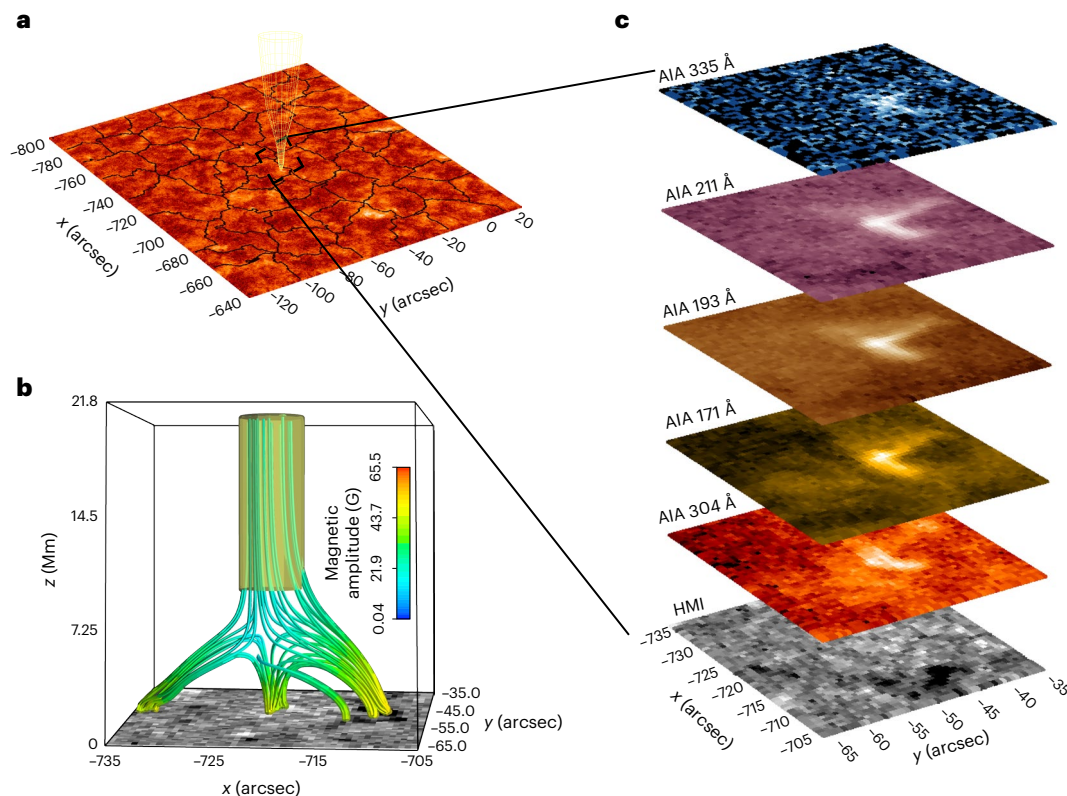 a
−800
−780
−760
−740
−720
−700
−680
−660
−640
x (arcsec)
−120
−100
−80
−60
−40
−20
0
20
y (arcsec)
b
21.8
14.5
7.25
0
z (Mm)
Magnetic
amplitude (G)
65.5
43.7
21.9
0.04
−735
−725
−715
−705
x (arcsec)
−35.0
−45.0
−55.0
−65.0
y (arcsec)
c
AIA 335 Å
AIA 211 Å
AIA 193 Å
AIA 171 Å
AIA 304 Å
HMI
−735
−730
−725
−720
−715
−710
−705
x (arcsec)
−65
−60
−55
−50
−45
−40
−35
y (arcsec)